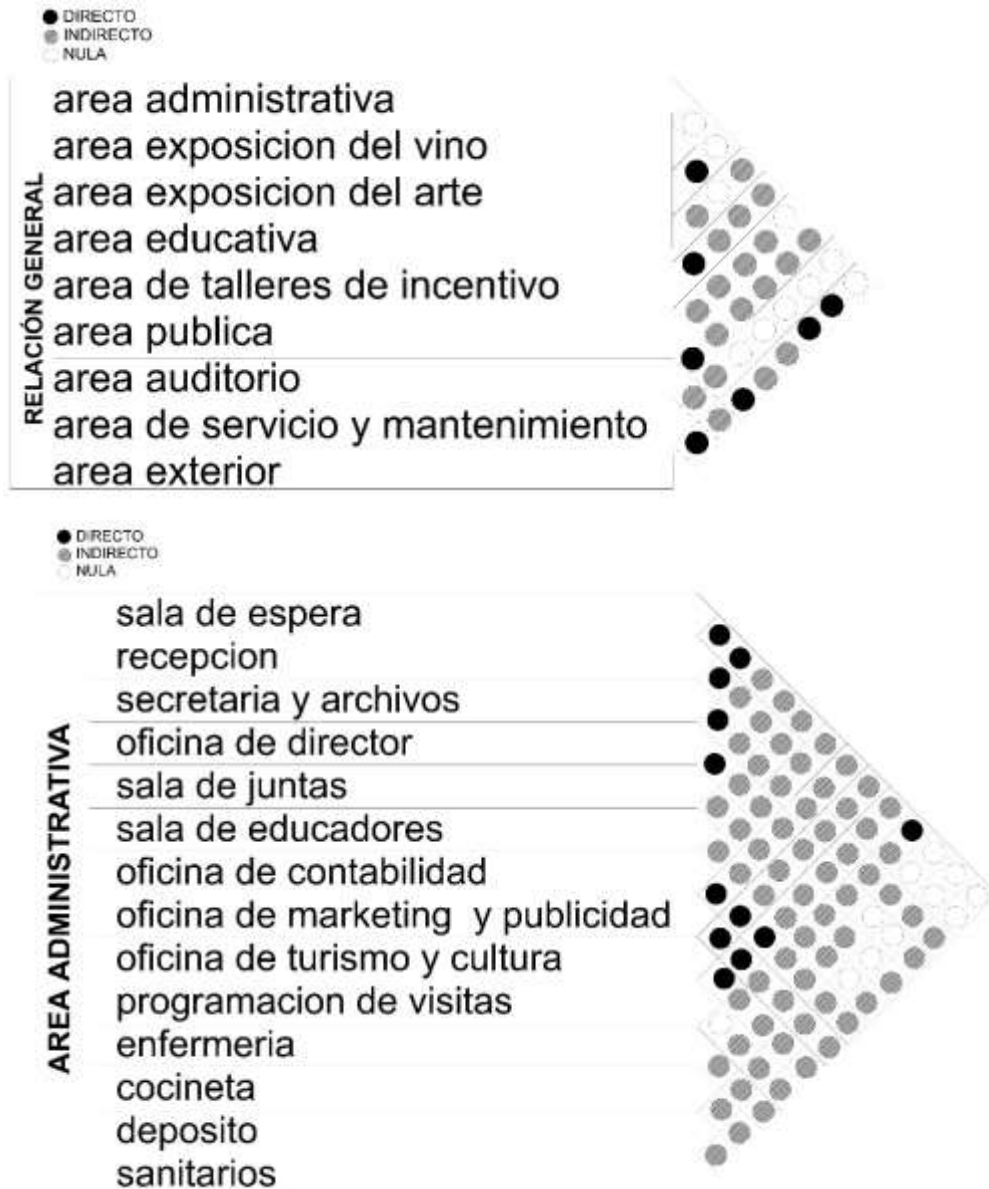 DIRECTO
INDIRECTO
NULA
RELACIÓN GENERAL
area administrativa
area exposicion del vino
area exposicion del arte
area educativa
area de talleres de incentivo
area publica
area auditorio
area de servicio y mantenimiento
area exterior
DIRECTO
INDIRECTO
NULA
AREA ADMINISTRATIVA
sala de espera
recepcion
secretaria y archivos
oficina de director
sala de juntas
sala de educadores
oficina de contabilidad
oficina de marketing y publicidad
oficina de turismo y cultura
programacion de visitas
enfermeria
cocineta
deposito
sanitarios